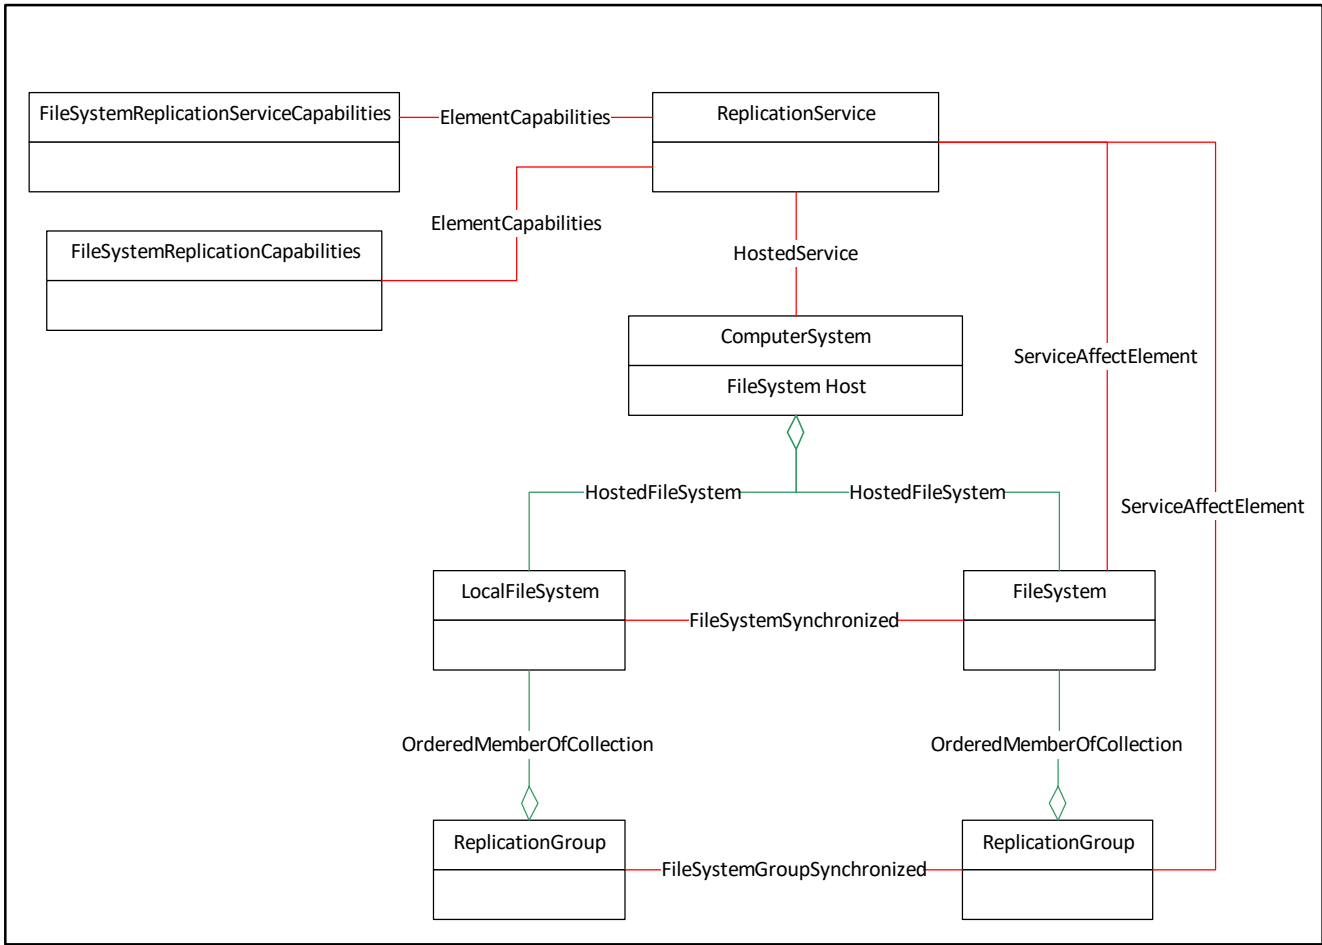 FileSystemReplicationServiceCapabilities
ElementCapabilities
ReplicationService
ElementCapabilities
FileSystemReplicationCapabilities
HostedService
ComputerSystem
FileSystem Host
ServiceAffectElement
HostedFileSystem
HostedFileSystem
ServiceAffectElement
LocalFileSystem
FileSystem
FileSystemSynchronized
OrderedMemberOfCollection
OrderedMemberOfCollection
ReplicationGroup
ReplicationGroup
FileSystemGroupSynchronized